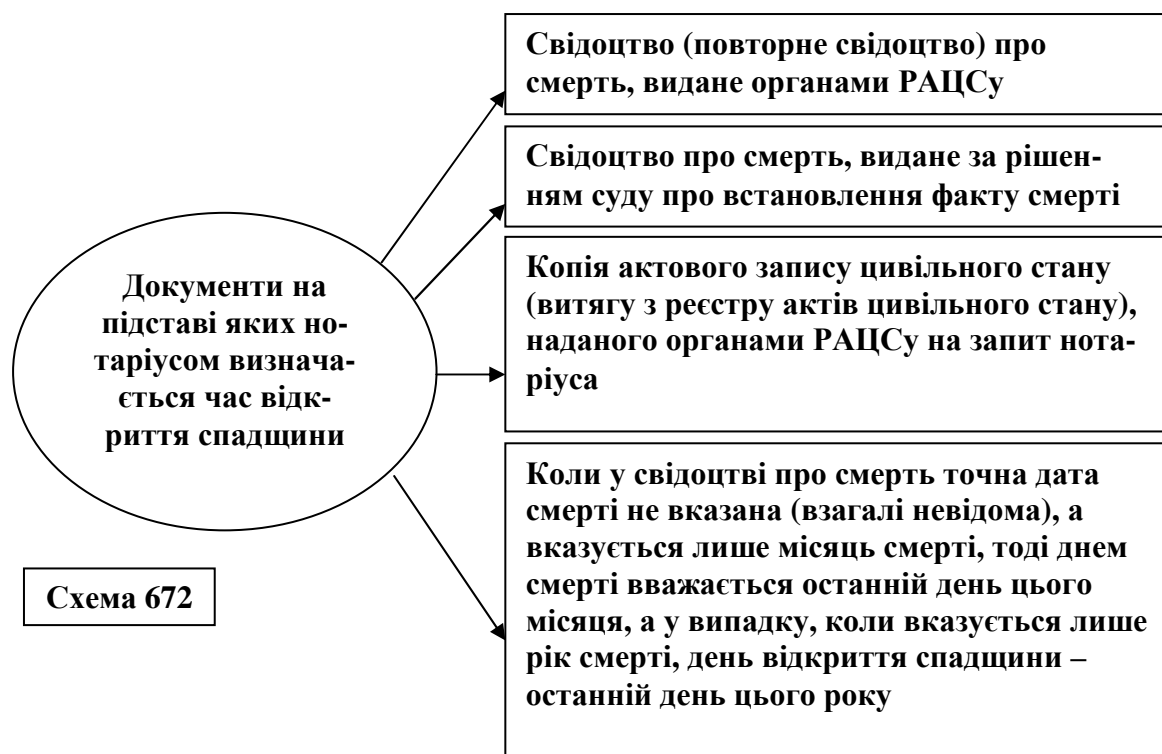 Свідоцтво (повторне свідоцтво) про
смерть, видане органами РАЦСу
Свідоцтво про смерть, видане за рішен-
ням суду про встановлення факту смерті
Документи на
підставі яких но-
таріусом визнача-
ється час відк-
риття спадщини
Копія актового запису цивільного стану
(витягу з реєстру актів цивільного стану),
наданого органами РАЦСу на запит нота-
ріуса
Коли у свідоцтві про смерть точна дата
смерті не вказана (взагалі невідома), а
вказується лише місяць смерті, тоді днем
смерті вважається останній день цього
місяця, а у випадку, коли вказується лише
рік смерті, день відкриття спадщини –
останній день цього року
Схема 672